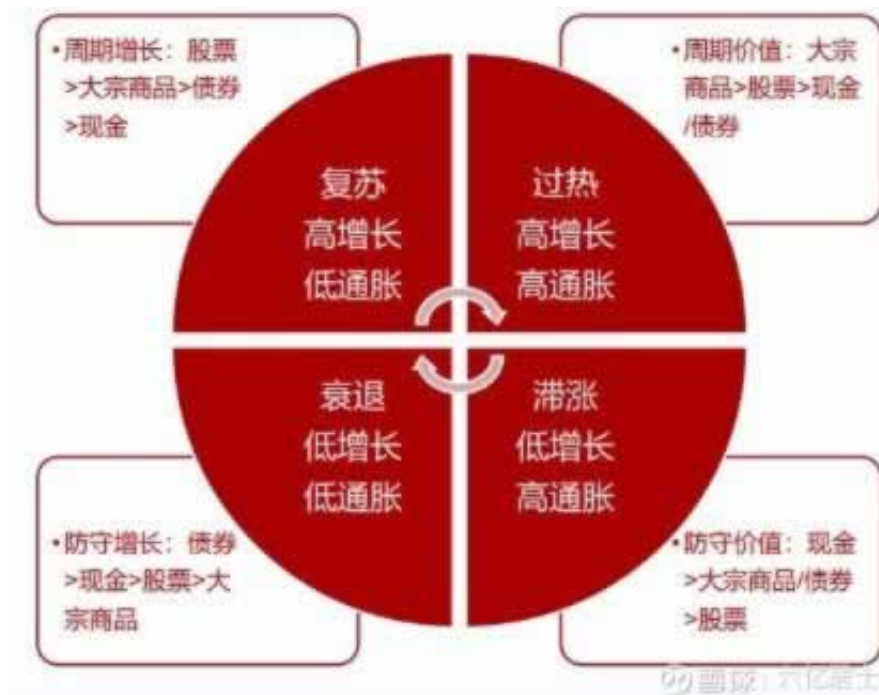 •周期增长：股票
>大宗商品>债券
>现金
•周期价值：大宗
商品>股票>现金
/债券
复苏
高增长
低通胀
过热
高增长
高通胀
衰退
低增长
低通胀
滞涨
低增长
高通胀
•防守增长：债券
>现金>股票>大
宗商品
•防守价值：现金
>大宗商品/债券
>股票